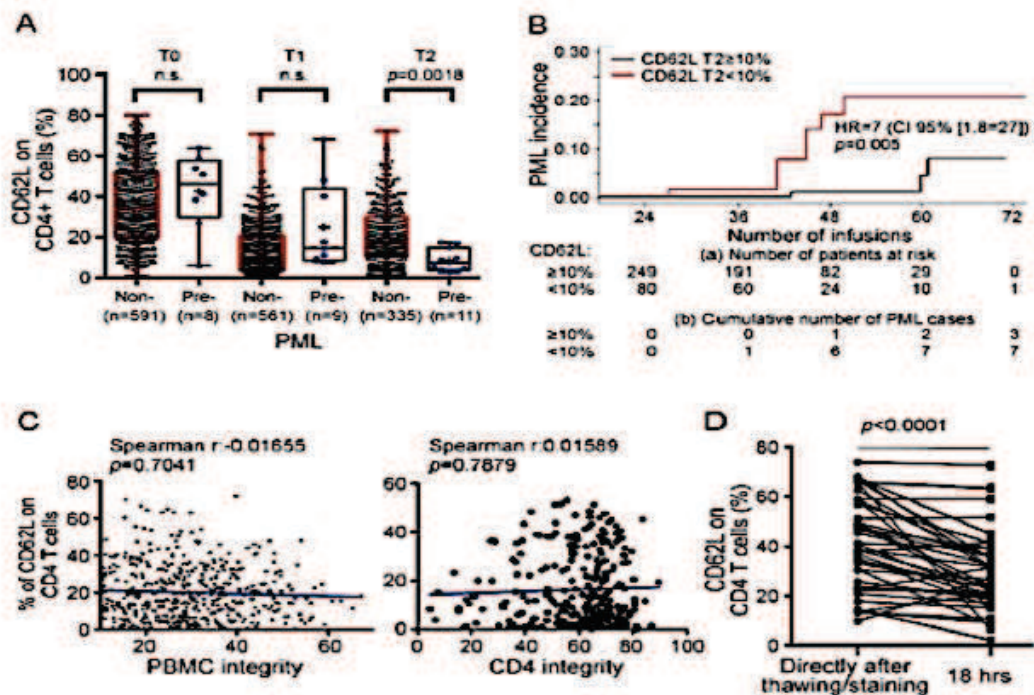 A
T0
T1
T2
n.s.
n.s.
p=0.0018
CD62L on
CD4+ T cells (%)
100
80
60
40
20
0
Non-
Pre-
Non-
Pre-
Non-
Pre-
(n=591)
(n=8)
(n=561)
(n=9)
(n=335)
(n=11)
PML
B
CD62L T2≥10%
CD62L T2<10%
PML incidence
0.30
0.20
0.10
0.00
HR=7 (CI 95% [1.8=27])
p=0.005
24 36 48 60 72
Number of infusions
CD62L:
(a) Number of patients at risk
≥10% 249 191 82 29 0
<10% 80 60 24 10 1
(b) Cumulative number of PML cases
≥10% 0 0 1 2 3
<10% 0 1 6 7 7
C
Spearman r:-0.01655
p=0.7041
% of CD62L on
CD4 T cells
80
60
40
20
0
20 40 60
PBMC integrity
Spearman r:0.01589
p=0.7879
80
60
40
20
0
0 20 40 60 80 100
CD4 integrity
D
p<0.0001
CD62L on
CD4 T cells (%)
80
60
40
20
0
Directly after
thawing/staining
18 hrs